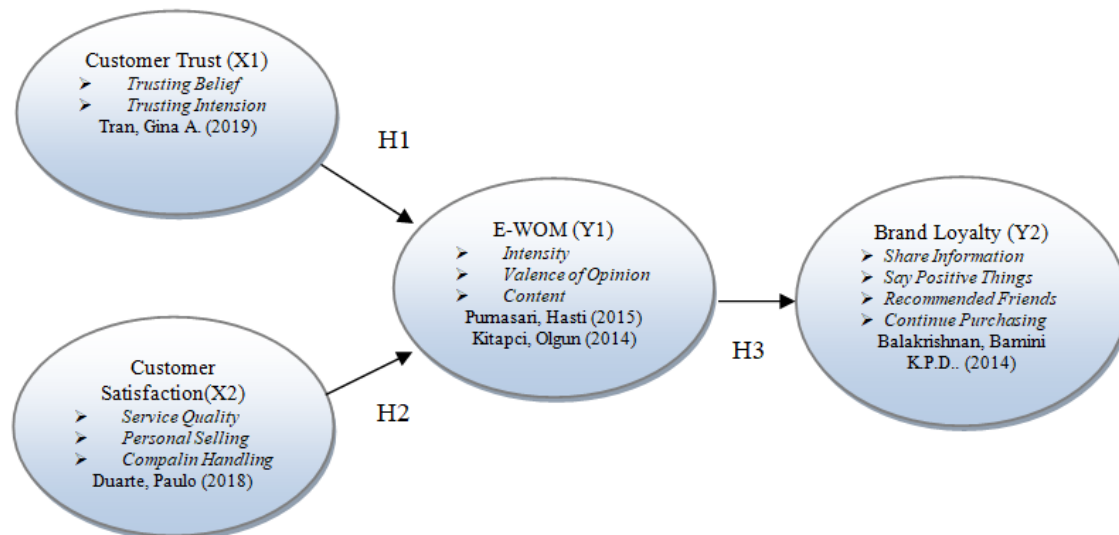 Customer Trust (X1)
➤ Trusting Belief
➤ Trusting Intension
Tran, Gina A. (2019)
H1
E-WOM (Y1)
➤ Intensity
➤ Valence of Opinion
➤ Content
Purnasari, Hasti (2015)
Kitapci, Olgun (2014)
Brand Loyalty (Y2)
➤ Share Information
➤ Say Positive Things
➤ Recommended Friends
➤ Continue Purchasing
Balakrishnan, Bamini
K.P.D.. (2014)
H3
Customer
Satisfaction(X2)
➤ Service Quality
➤ Personal Selling
➤ Compalin Handling
Duarte, Paulo (2018)
H2